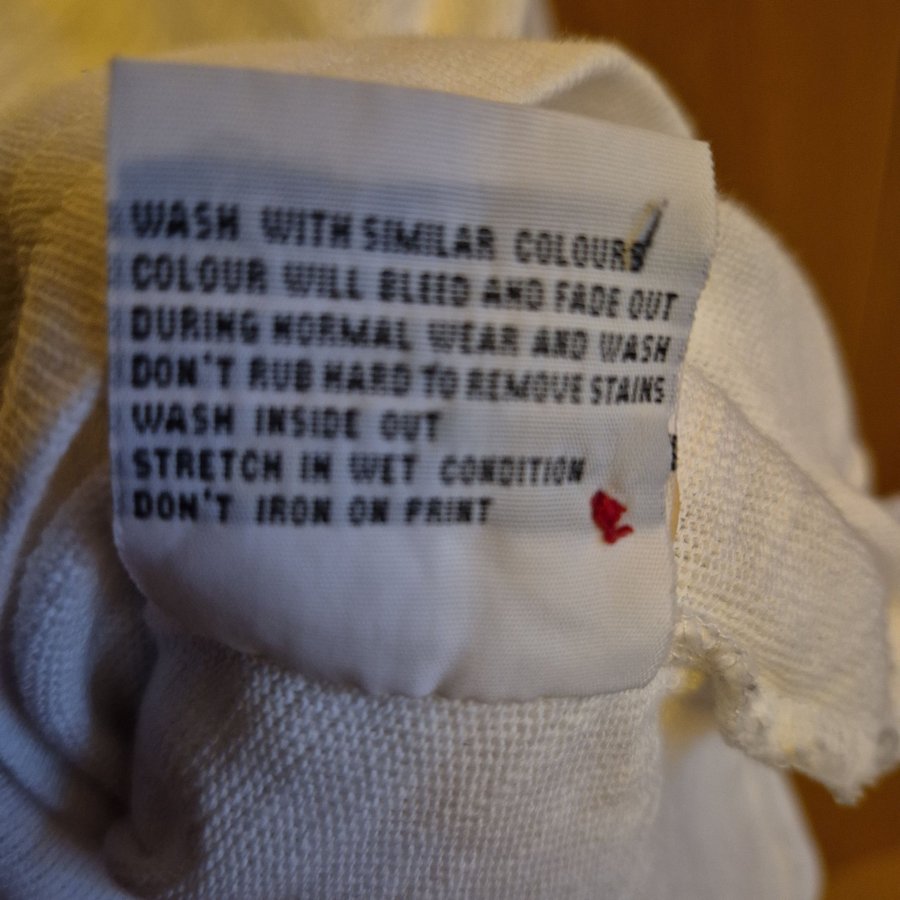 WASH WITH SIMILAR COLOURS
COLOUR WILL BLEED AND FADE OUT
DURING NORMAL WEAR AND WASH
DON'T RUB HARD TO REMOVE STAINS
WASH INSIDE OUT
STRETCH IN WET CONDITION
DON'T IRON ON PRINT